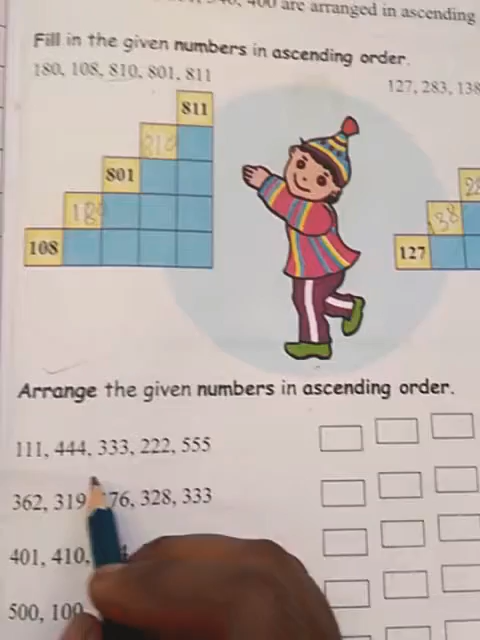 400 are arranged in ascending
Fill in the given numbers in ascending order.
180, 108, 810, 801, 811
127, 283, 138
811
810
801
180
108
138
127
Arrange the given numbers in ascending order.
111, 444, 333, 222, 555
362, 319, 76, 328, 333
401, 410,
500, 100